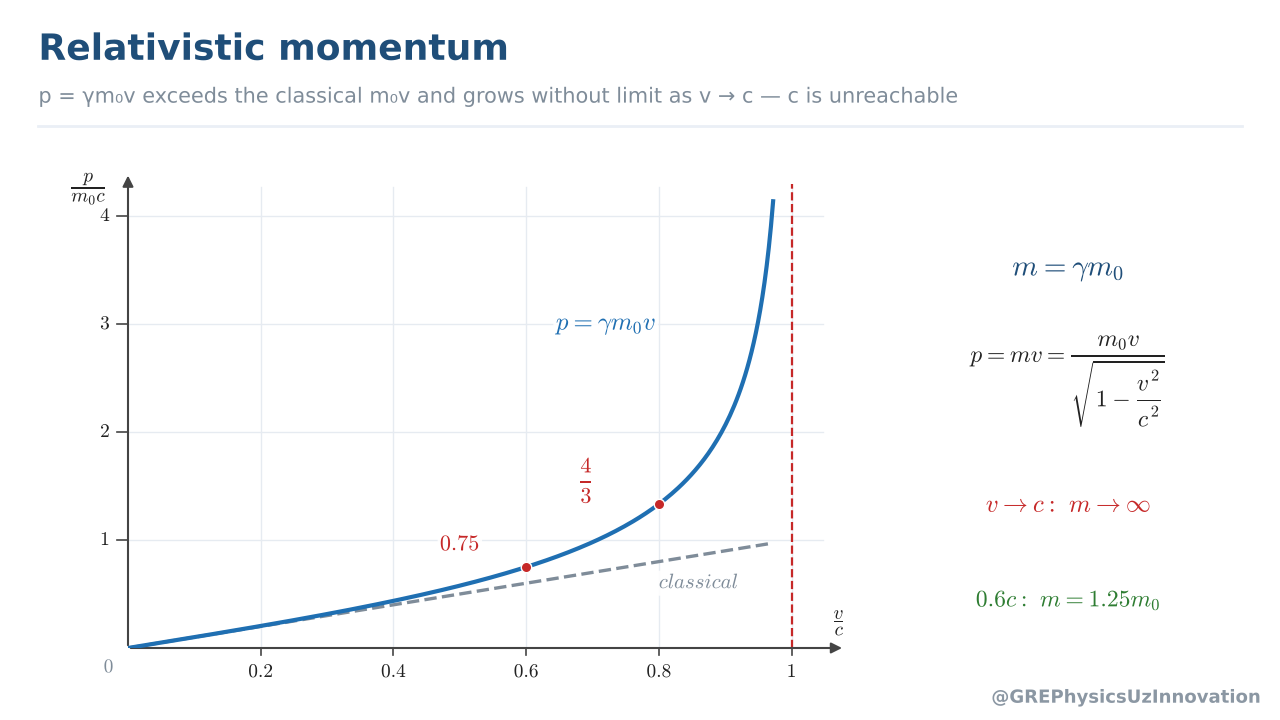 Relativistic momentum
p = γm₀v exceeds the classical m₀v and grows without limit as v → c — c is unreachable
p/(m₀c)
4
3
2
1
0
0.2
0.4
0.6
0.8
1
v/c
p = γm₀v
4/3
0.75
classical
m = γm₀
p = mv = m₀v/√(1 − v²/c²)
v → c : m → ∞
0.6c : m = 1.25m₀
@GREPhysicsUzInnovation